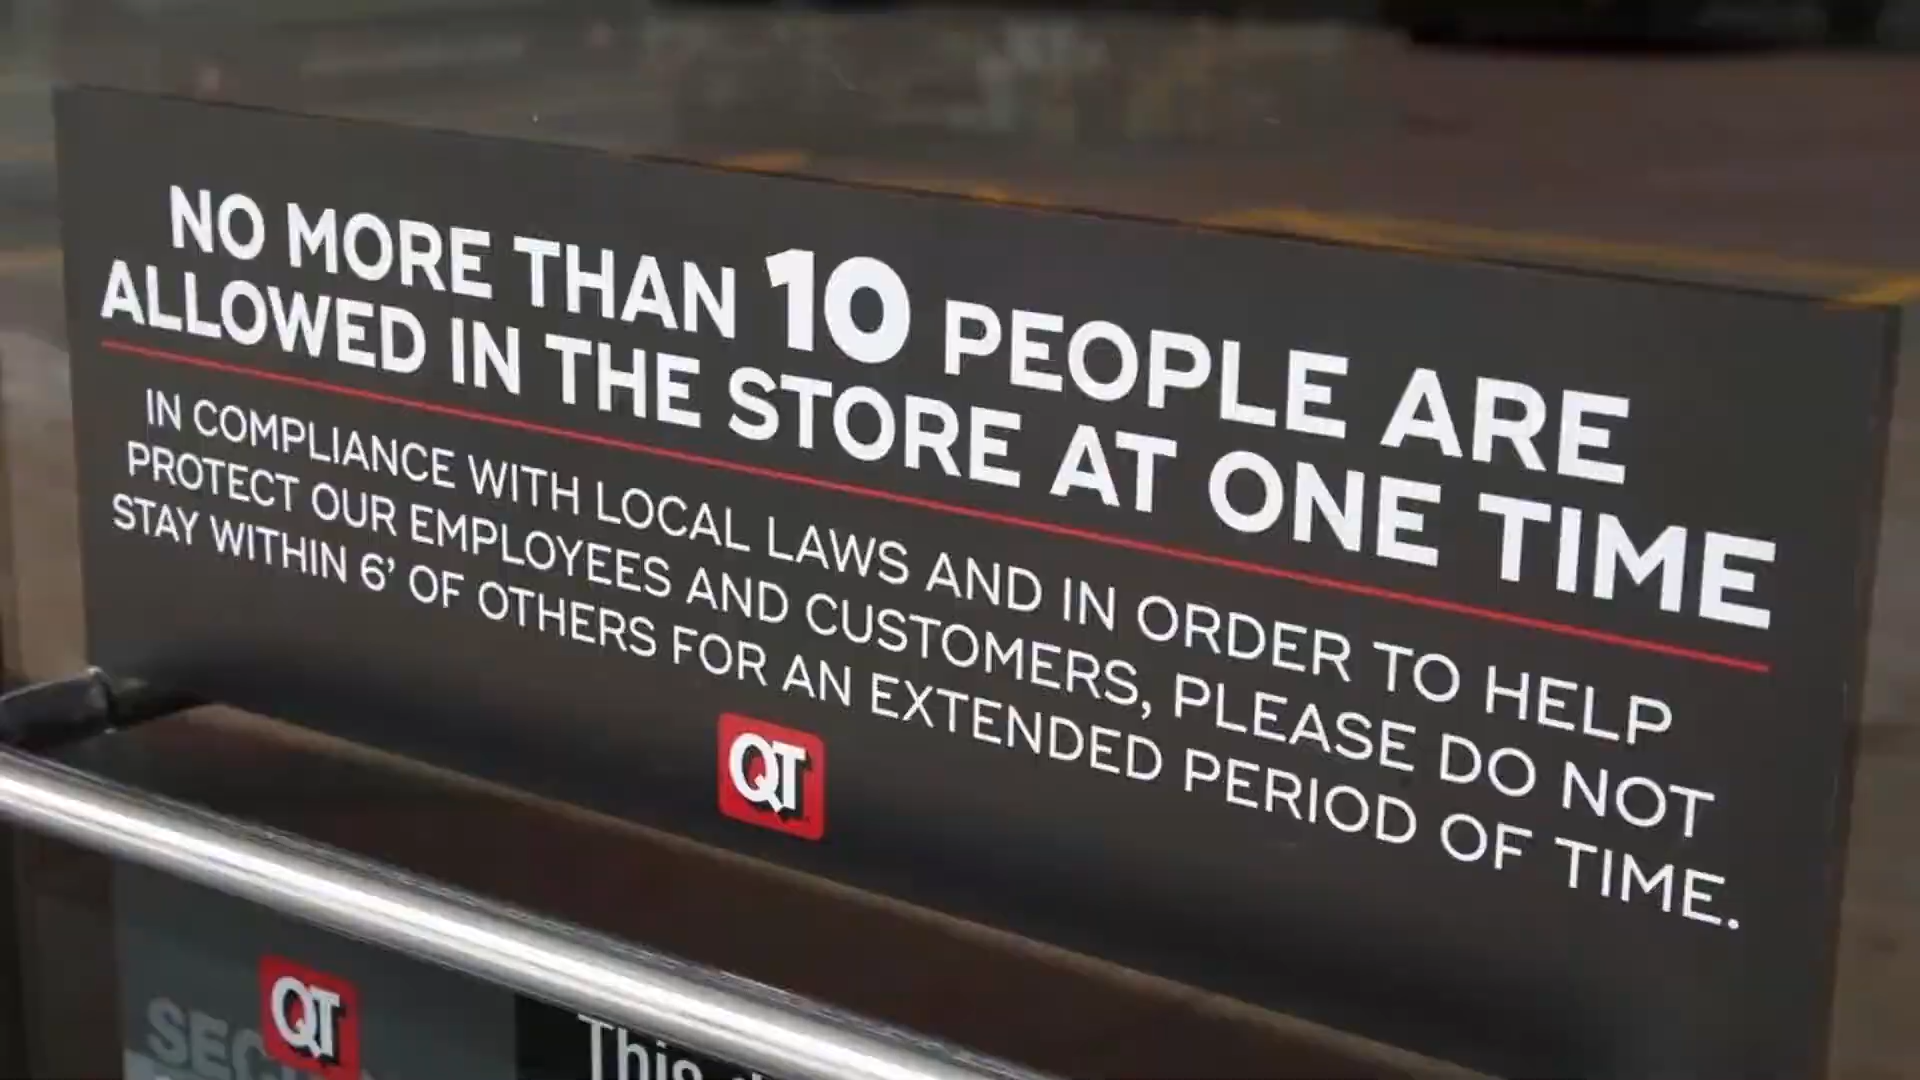 NO MORE THAN 10 PEOPLE ARE
ALLOWED IN THE STORE AT ONE TIME
IN COMPLIANCE WITH LOCAL LAWS AND IN ORDER TO HELP
PROTECT OUR EMPLOYEES AND CUSTOMERS, PLEASE DO NOT
STAY WITHIN 6’ OF OTHERS FOR AN EXTENDED PERIOD OF TIME.
QT
QT
This